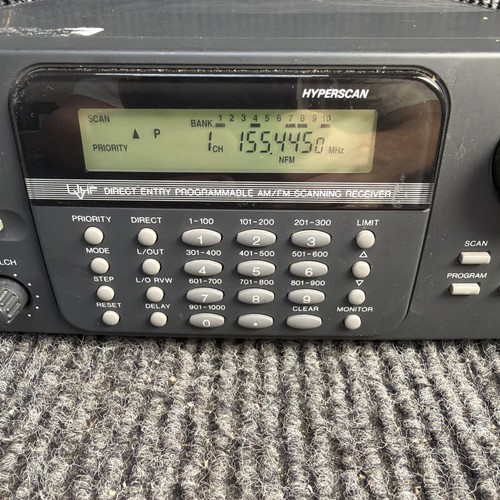 HYPERSCAN
SCAN BANK 1 2 3 4 5 6 7 8 9 10
P
PRIORITY 1 CH 155.4450 MHz
NFM
DIRECT ENTRY PROGRAMMABLE AM/FM SCANNING RECEIVER
PRIORITY DIRECT 1-100 101-200 201-300 LIMIT
1 2 3
MODE L/OUT 301-400 401-500 501-600
4 5 6
STEP L/O RVW 601-700 701-800 801-900
7 8 9
RESET DELAY 901-1000 CLEAR MONITOR
0 .
LCH
SCAN
PROGRAM